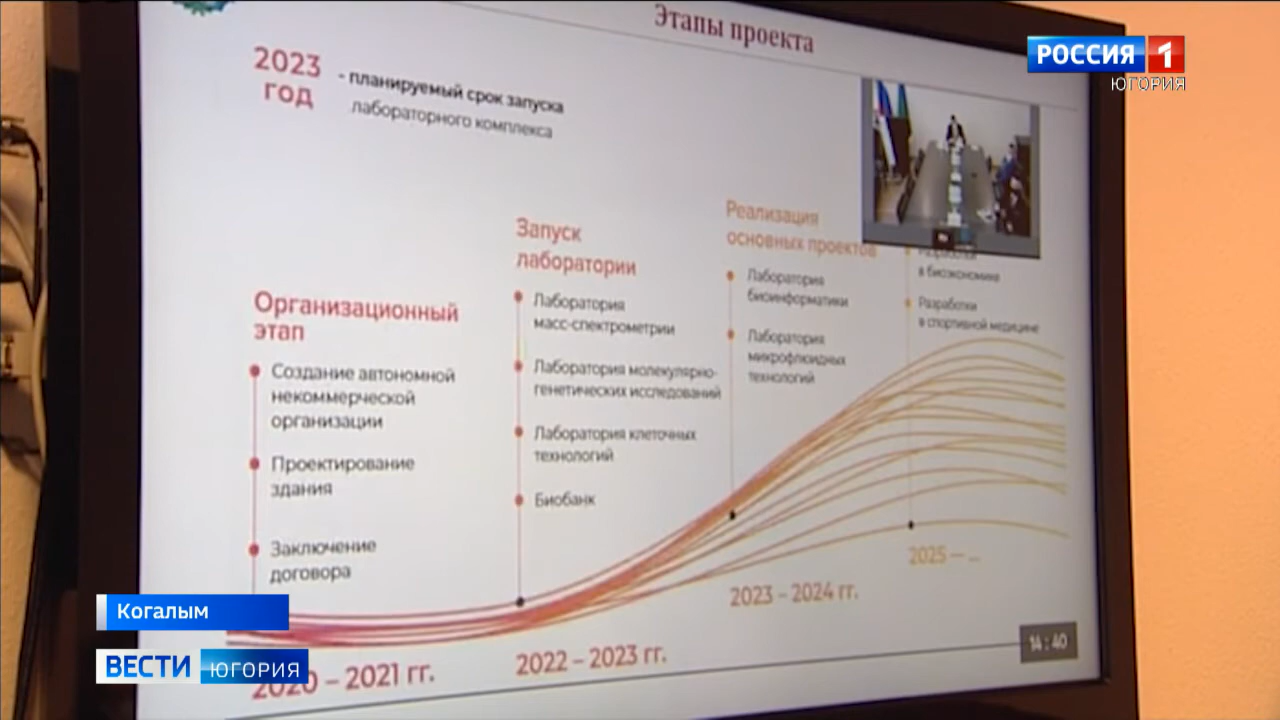 Этапы проекта
РОССИЯ 1
ЮГОРИЯ
2023
год
- планируемый срок запуска
лабораторного комплекса
Организационный
этап
Создание автономной
некоммерческой
организации
Проектирование
здания
Заключение
договора
2020 – 2021 гг.
Запуск
лаборатории
Лаборатория
масс-спектрометрии
Лаборатория молекулярно-
генетических исследований
Лаборатория клеточных
технологий
Биобанк
2022 – 2023 гг.
Реализация
основных проектов
Лаборатория
биоинформатики
Лаборатория
микрофлюидных
технологий
2023 – 2024 гг.
Разработки
в биоэкономике
Разработки
в спортивной медицине
2025 – ...
14:40
Когалым
ВЕСТИ ЮГОРИЯ